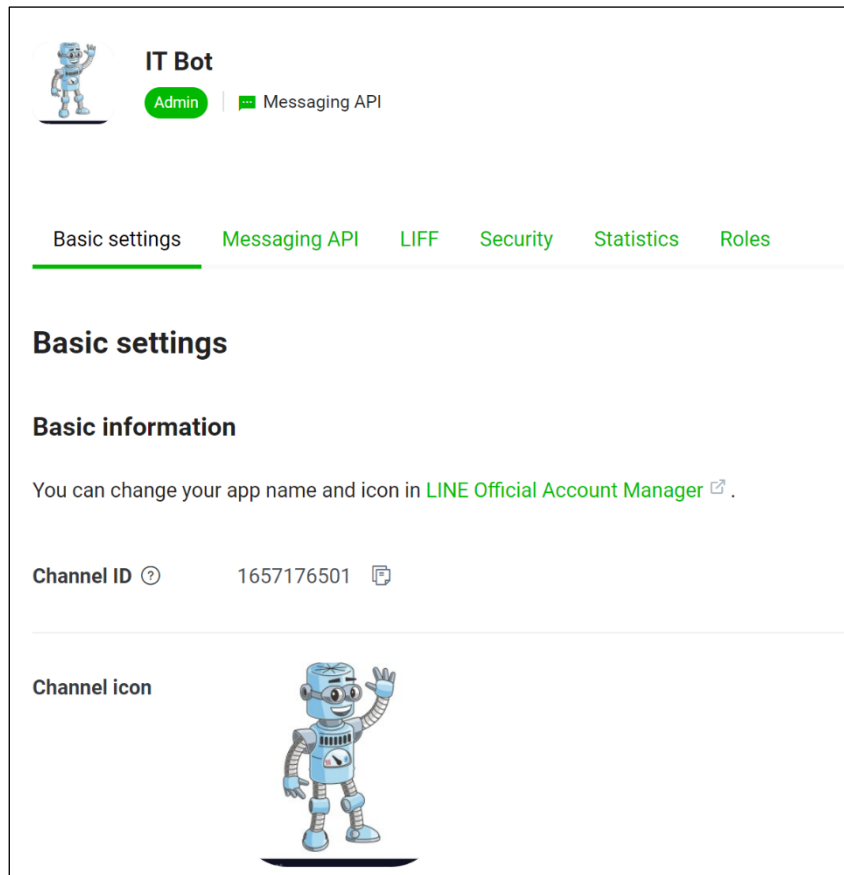 IT Bot
Admin Messaging API
Basic settings Messaging API LIFF Security Statistics Roles
Basic settings
Basic information
You can change your app name and icon in LINE Official Account Manager .
Channel ID ? 1657176501
Channel icon